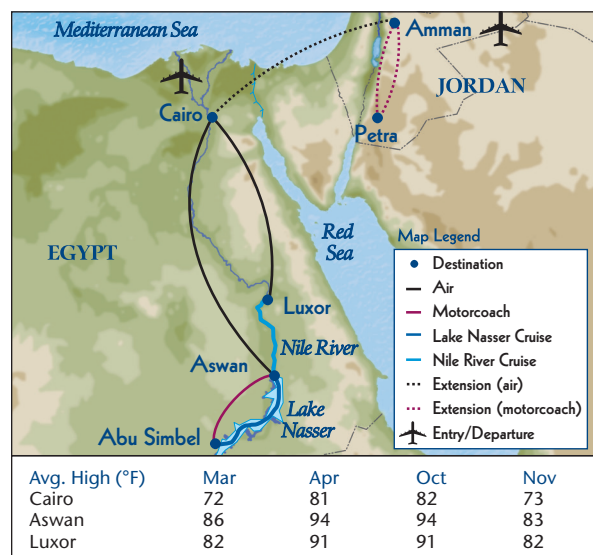 Mediterranean Sea
Amman
JORDAN
Cairo
Petra
EGYPT
Red
Sea
Luxor
Nile River
Aswan
Lake
Nasser
Abu Simbel
Map Legend
Destination
Air
Motorcoach
Lake Nasser Cruise
Nile River Cruise
Extension (air)
Extension (motorcoach)
Entry/Departure
Avg. High (°F) Mar Apr Oct Nov
Cairo 72 81 82 73
Aswan 86 94 94 83
Luxor 82 91 91 82